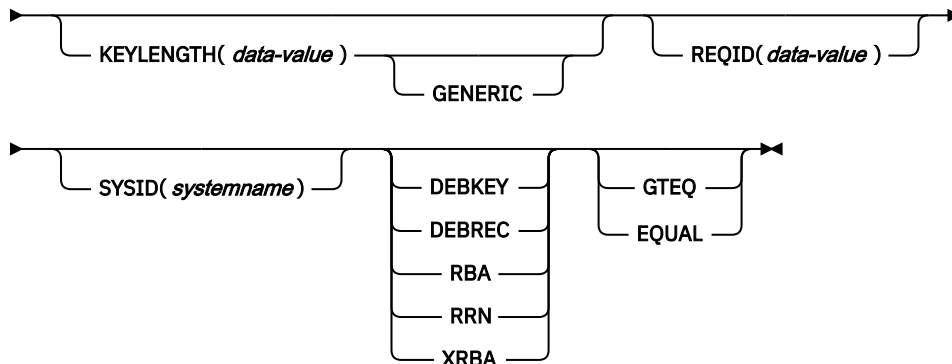 KEYLENGTH( data-value )
REQID( data-value )
GENERIC
SYSID( systemname )
DEBKEY
GTEQ
DEBREC
EQUAL
RBA
RRN
XRBA